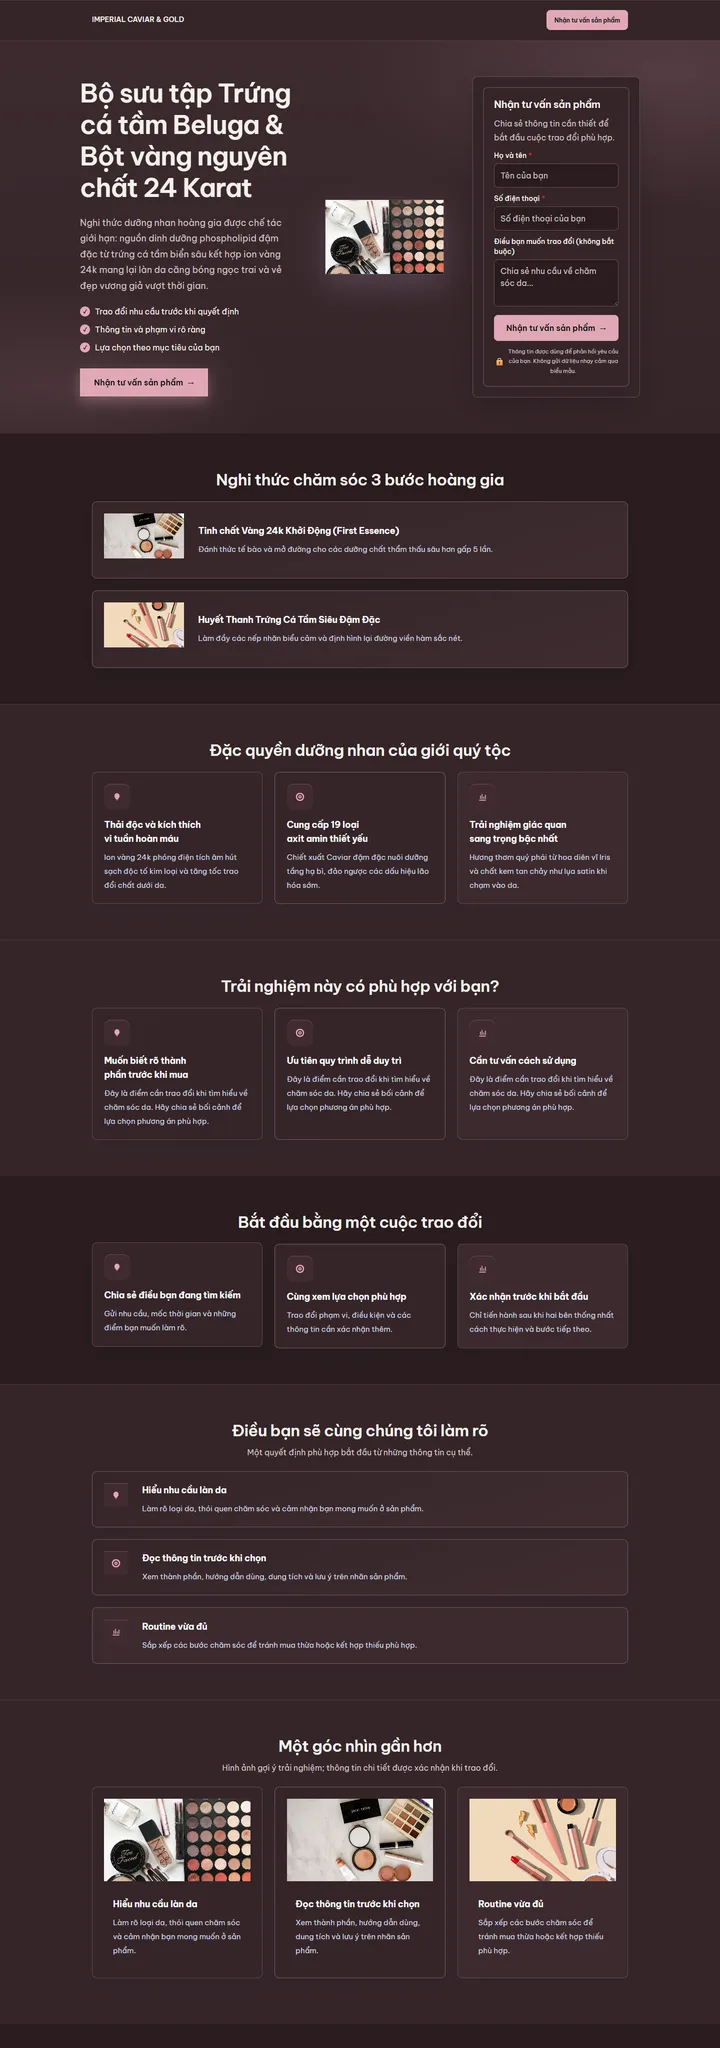 IMPERIAL CAVIAR & GOLD
Nhận tư vấn sản phẩm
Bộ sưu tập Trứng
cá tầm Beluga &
Bột vàng nguyên
chất 24 Karat
Nghi thức dưỡng nhan hoàng gia được chế tác
giới hạn: nguồn dinh dưỡng phospholipid đậm
đặc từ trứng cá tầm biển sâu kết hợp ion vàng
24k mang lại làn da căng bóng ngọc trai và vẻ
đẹp vương giả vượt thời gian.
✓ Trao đổi nhu cầu trước khi quyết định
✓ Thông tin và phạm vi rõ ràng
✓ Lựa chọn theo mục tiêu của bạn
Nhận tư vấn sản phẩm →
Nhận tư vấn sản phẩm
Chia sẻ thông tin cần thiết để
bắt đầu cuộc trao đổi phù hợp.
Họ và tên *
Tên của bạn
Số điện thoại *
Số điện thoại của bạn
Điều bạn muốn trao đổi (không bắt
buộc)
Chia sẻ nhu cầu về chăm
sóc da...
Nhận tư vấn sản phẩm →
Thông tin được dùng để phản hồi yêu cầu
của bạn. Không gửi dữ liệu nhạy cảm qua
biểu mẫu.
Nghi thức chăm sóc 3 bước hoàng gia
Tinh chất Vàng 24k Khởi Động (First Essence)
Đánh thức tế bào và mở đường cho các dưỡng chất thẩm thấu sâu hơn gấp 5 lần.
Huyết Thanh Trứng Cá Tầm Siêu Đậm Đặc
Làm đầy các nếp nhăn biểu cảm và định hình lại đường viền hàm sắc nét.
Đặc quyền dưỡng nhan của giới quý tộc
Thải độc và kích thích
vi tuần hoàn máu
Ion vàng 24k phóng điện tích âm hút
sạch độc tố kim loại và tăng tốc trao
đổi chất dưới da.
Cung cấp 19 loại
axit amin thiết yếu
Chiết xuất Caviar đậm đặc nuôi dưỡng
tầng hạ bì, đảo ngược các dấu hiệu lão
hóa sớm.
Trải nghiệm giác quan
sang trọng bậc nhất
Hương thơm quý phái từ hoa diên vĩ Iris
và chất kem tan chảy như lụa satin khi
chạm vào da.
Trải nghiệm này có phù hợp với bạn?
Muốn biết rõ thành
phần trước khi mua
Đây là điểm cần trao đổi khi tìm hiểu về
chăm sóc da. Hãy chia sẻ bối cảnh để
lựa chọn phương án phù hợp.
Ưu tiên quy trình dễ duy trì
Đây là điểm cần trao đổi khi tìm hiểu về
chăm sóc da. Hãy chia sẻ bối cảnh để
lựa chọn phương án phù hợp.
Cần tư vấn cách sử dụng
Đây là điểm cần trao đổi khi tìm hiểu về
chăm sóc da. Hãy chia sẻ bối cảnh để
lựa chọn phương án phù hợp.
Bắt đầu bằng một cuộc trao đổi
Chia sẻ điều bạn đang tìm kiếm
Gửi nhu cầu, mốc thời gian và những
điểm bạn muốn làm rõ.
Cùng xem lựa chọn phù hợp
Trao đổi phạm vi, điều kiện và các
thông tin cần xác nhận thêm.
Xác nhận trước khi bắt đầu
Chỉ tiến hành sau khi hai bên thống nhất
cách thực hiện và bước tiếp theo.
Điều bạn sẽ cùng chúng tôi làm rõ
Một quyết định phù hợp bắt đầu từ những thông tin cụ thể.
Hiểu nhu cầu làn da
Làm rõ loại da, thói quen chăm sóc và cảm nhận bạn mong muốn ở sản phẩm.
Đọc thông tin trước khi chọn
Xem thành phần, hướng dẫn dùng, dung tích và lưu ý trên nhãn sản phẩm.
Routine vừa đủ
Sắp xếp các bước chăm sóc để tránh mua thừa hoặc kết hợp thiếu phù hợp.
Một góc nhìn gần hơn
Hình ảnh gợi ý trải nghiệm; thông tin chi tiết được xác nhận khi trao đổi.
Too Faced
NARS
Hiểu nhu cầu làn da
Làm rõ loại da, thói quen chăm sóc
và cảm nhận bạn mong muốn ở sản
phẩm.
Đọc thông tin trước khi chọn
Xem thành phần, hướng dẫn dùng,
dung tích và lưu ý trên nhãn sản
phẩm.
Routine vừa đủ
Sắp xếp các bước chăm sóc để
tránh mua thừa hoặc kết hợp thiếu
phù hợp.